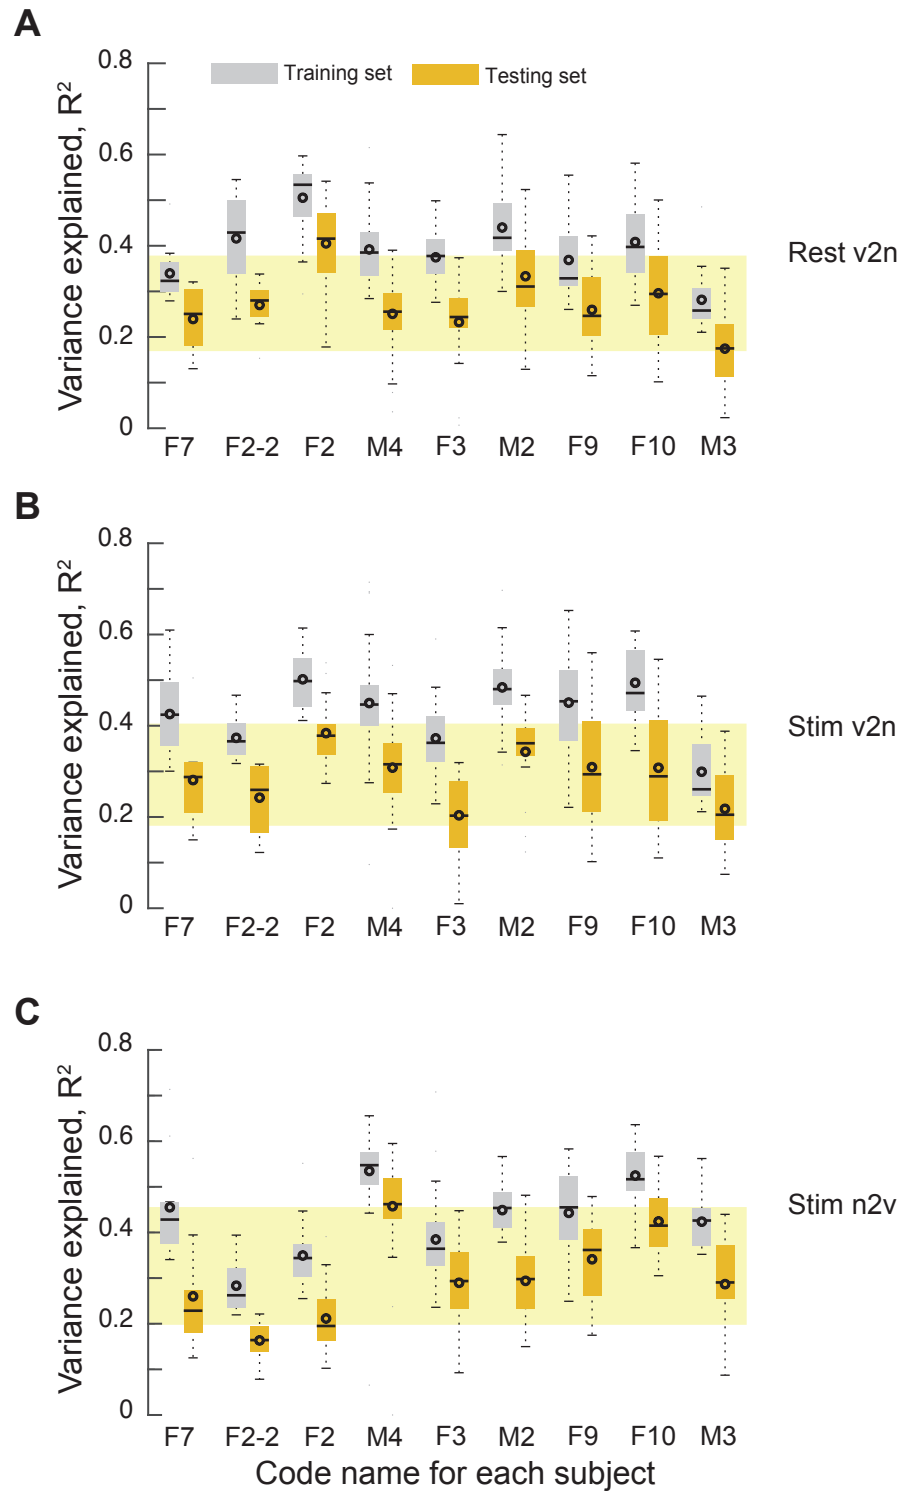 A
Variance explained, R²
0.8
0.6
0.4
0.2
0
Training set
Testing set
Rest v2n
F7 F2-2 F2 M4 F3 M2 F9 F10 M3
B
Variance explained, R²
0.8
0.6
0.4
0.2
0
Stim v2n
F7 F2-2 F2 M4 F3 M2 F9 F10 M3
C
Variance explained, R²
0.8
0.6
0.4
0.2
0
Stim n2v
F7 F2-2 F2 M4 F3 M2 F9 F10 M3
Code name for each subject